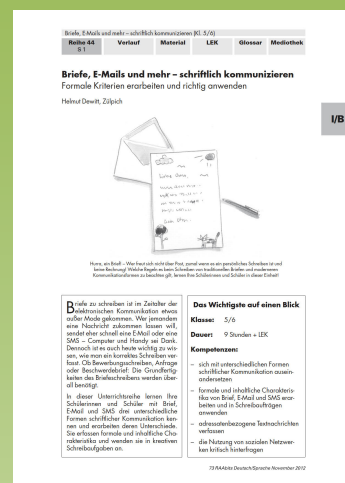 Briefe, E-Mails und mehr – schriftlich kommunizieren (Kl. 5/6)
Reihe 44 Verlauf Material LEK Glossar Mediothek
S 1
Briefe, E-Mails und mehr – schriftlich kommunizieren
Formale Kriterien erarbeiten und richtig anwenden
Helmut Dewitt, Zülpich
I/B
Hurra, ein Brief! – Wer freut sich nicht über Post, zumal wenn es ein persönliches Schreiben ist und
keine Rechnung! Welche Regeln es beim Schreiben von traditionellen Briefen und moderneren
Kommunikationsformen zu beachten gilt, lernen Ihre Schülerinnen und Schüler in dieser Einheit!
Briefe zu schreiben ist im Zeitalter der
elektronischen Kommunikation etwas
außer Mode gekommen. Wer jemandem
eine Nachricht zukommen lassen will,
sendet eher schnell eine E-Mail oder eine
SMS – Computer und Handy sei Dank.
Dennoch ist es auch heute wichtig zu wis-
sen, wie man ein korrektes Schreiben ver-
fasst. Ob Bewerbungsschreiben, Anfrage
oder Beschwerdebrief: Die Grundfertig-
keiten des Briefeschreibens werden über-
all benötigt.
In dieser Unterrichtsreihe lernen Ihre
Schülerinnen und Schüler mit Brief,
E-Mail und SMS drei unterschiedliche
Formen schriftlicher Kommunikation ken-
nen und erarbeiten deren Unterschiede.
Sie erfassen formale und inhaltliche Cha-
rakteristika und wenden sie in kreativen
Schreibaufgaben an.
Das Wichtigste auf einen Blick
Klasse: 5/6
Dauer: 9 Stunden + LEK
Kompetenzen:
– sich mit unterschiedlichen Formen
schriftlicher Kommunikation ausein-
andersetzen
– formale und inhaltliche Charakteris-
tika von Brief, E-Mail und SMS erar-
beiten und in Schreibaufträgen
anwenden
– adressatenbezogene Textnachrichten
verfassen
– die Nutzung von sozialen Netzwer-
ken kritisch hinterfragen
73 RAAbits Deutsch/Sprache November 2012